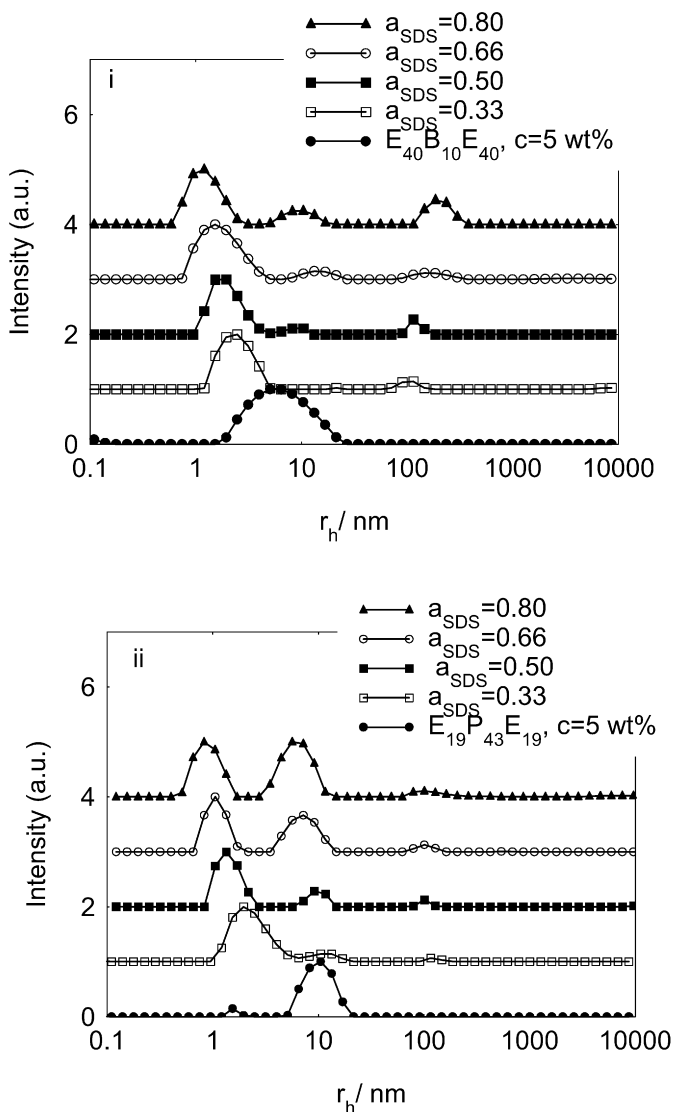 a_SDS=0.80
a_SDS=0.66
a_SDS=0.50
a_SDS=0.33
E_40B_10E_40, c=5 wt%
i
6
4
2
0
Intensity (a.u.)
0.1 1 10 100 1000 10000
r_h/ nm
a_SDS=0.80
a_SDS=0.66
a_SDS=0.50
a_SDS=0.33
E_19P_43E_19, c=5 wt%
ii
6
4
2
0
Intensity (a.u.)
0.1 1 10 100 1000 10000
r_h/ nm